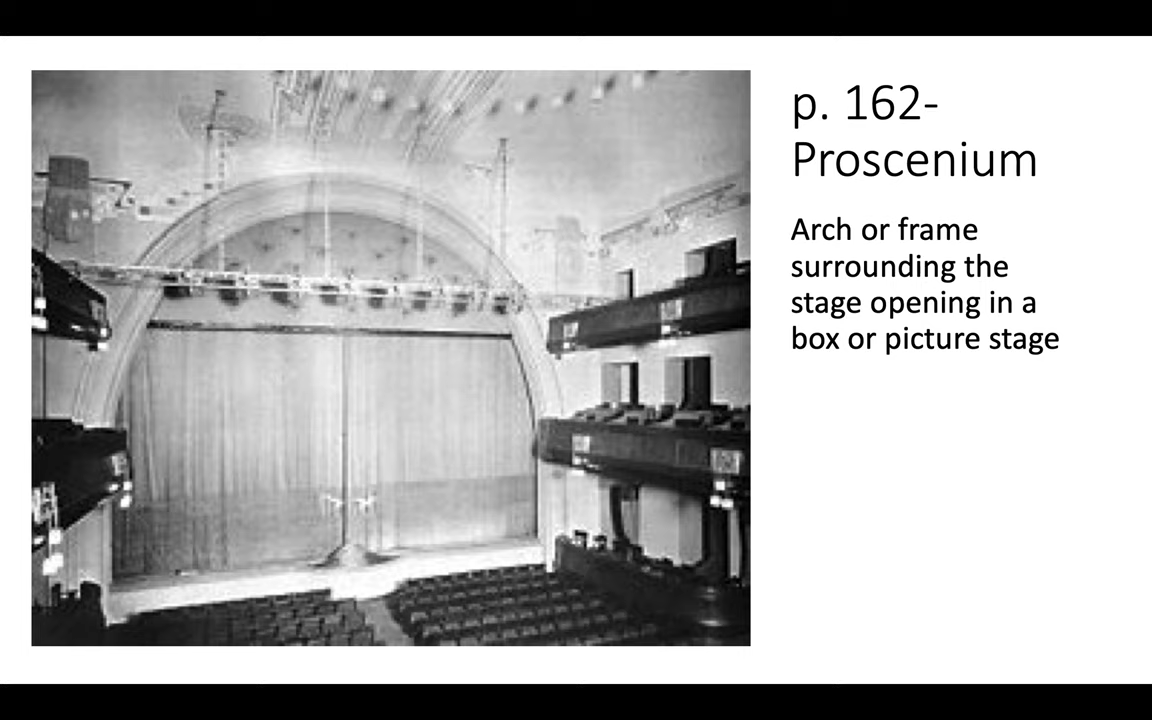 p. 162-
Proscenium
Arch or frame
surrounding the
stage opening in a
box or picture stage